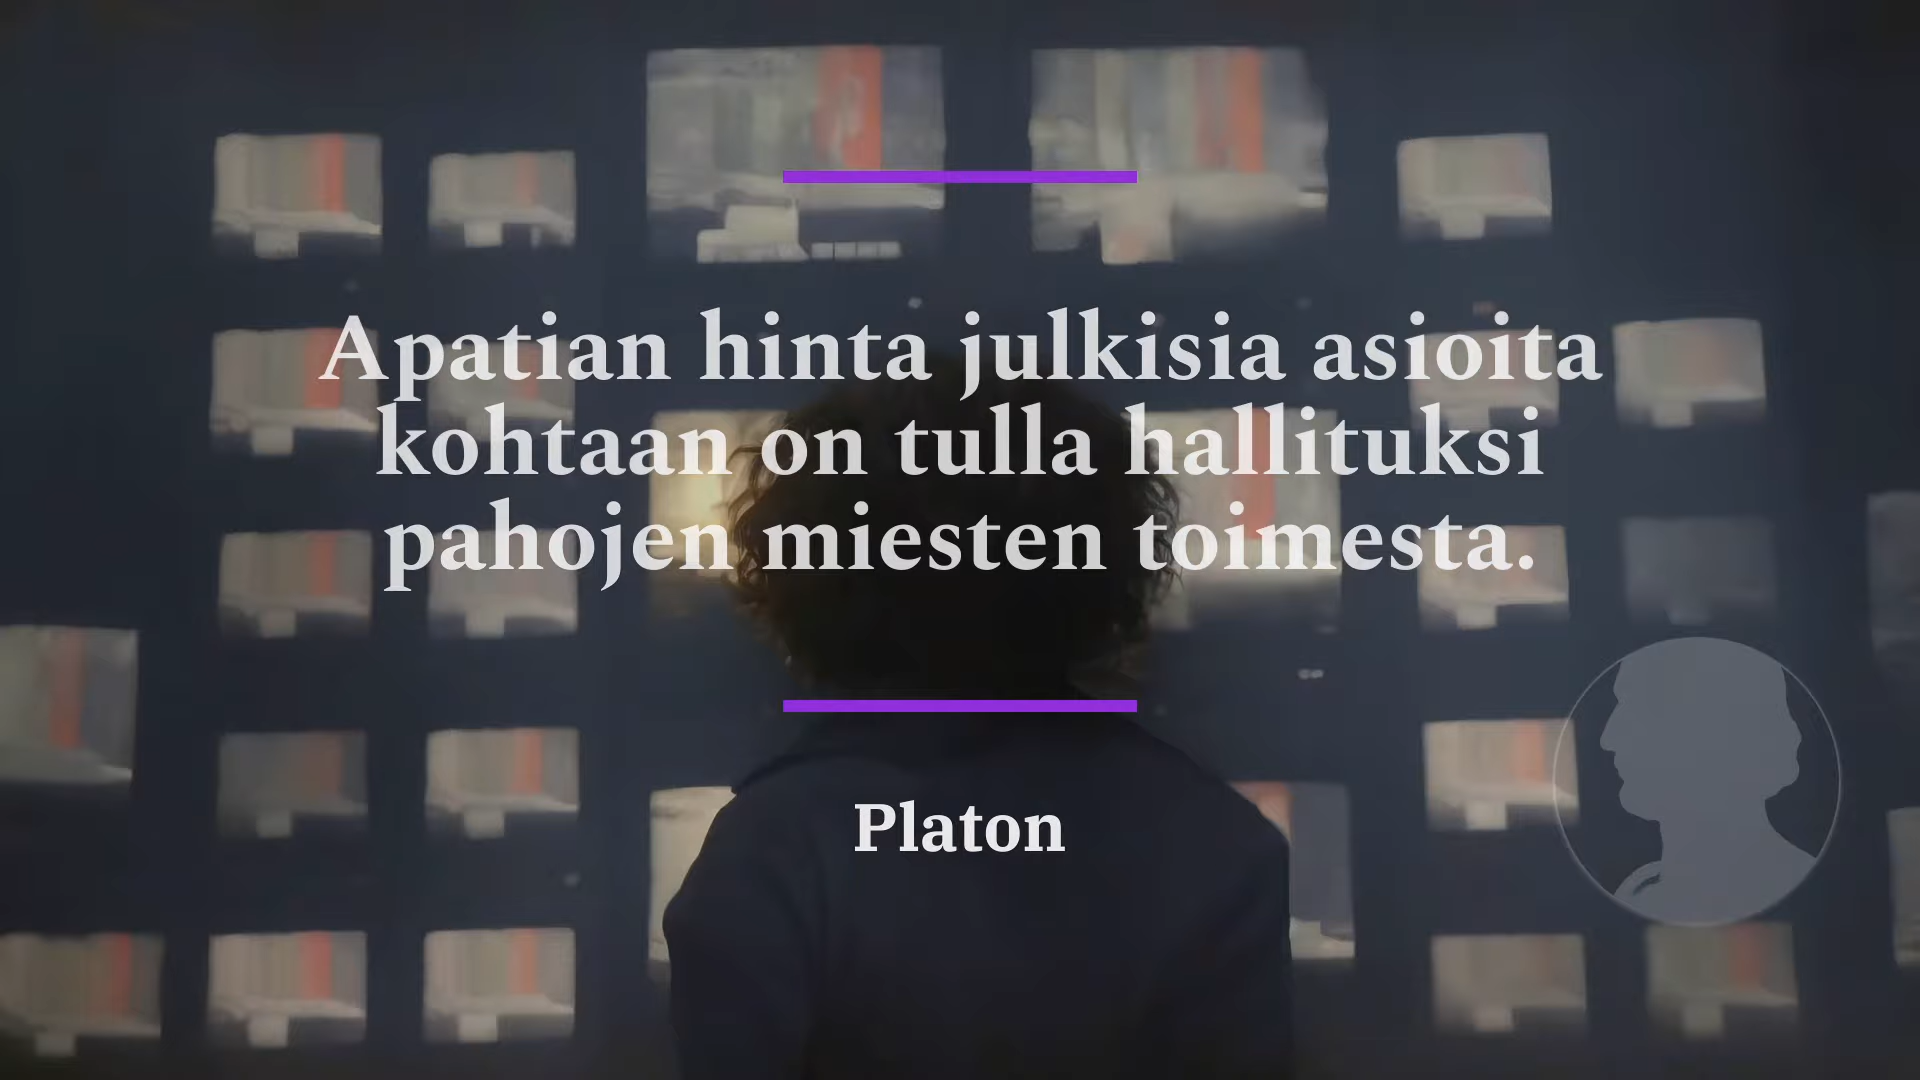 Apatian hinta julkisia asioita
kohtaan on tulla hallituksi
pahojen miesten toimesta.
Platon